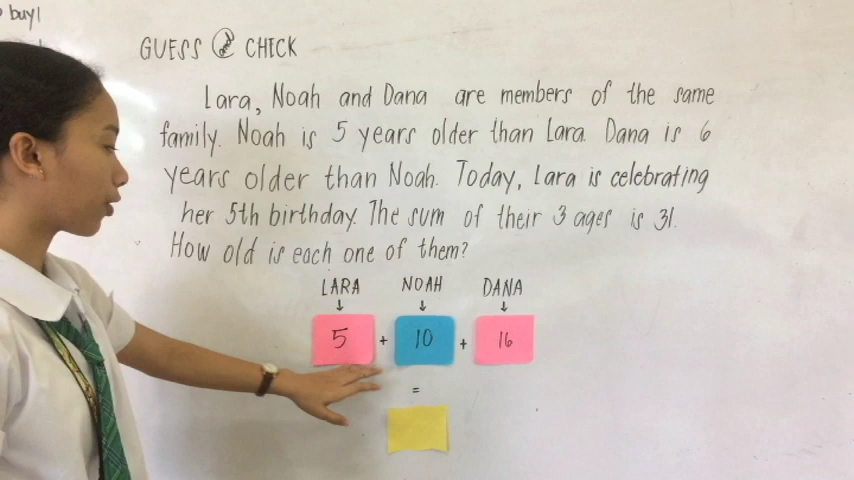 buy!
GUESS and CHECK
Lara, Noah and Dana are members of the same
family. Noah is 5 years older than Lara. Dana is 6
years older than Noah. Today, Lara is celebrating
her 5th birthday. The sum of their 3 ages is 31.
How old is each one of them?
LARA NOAH DANA
↓ ↓ ↓
5 + 10 + 16
=